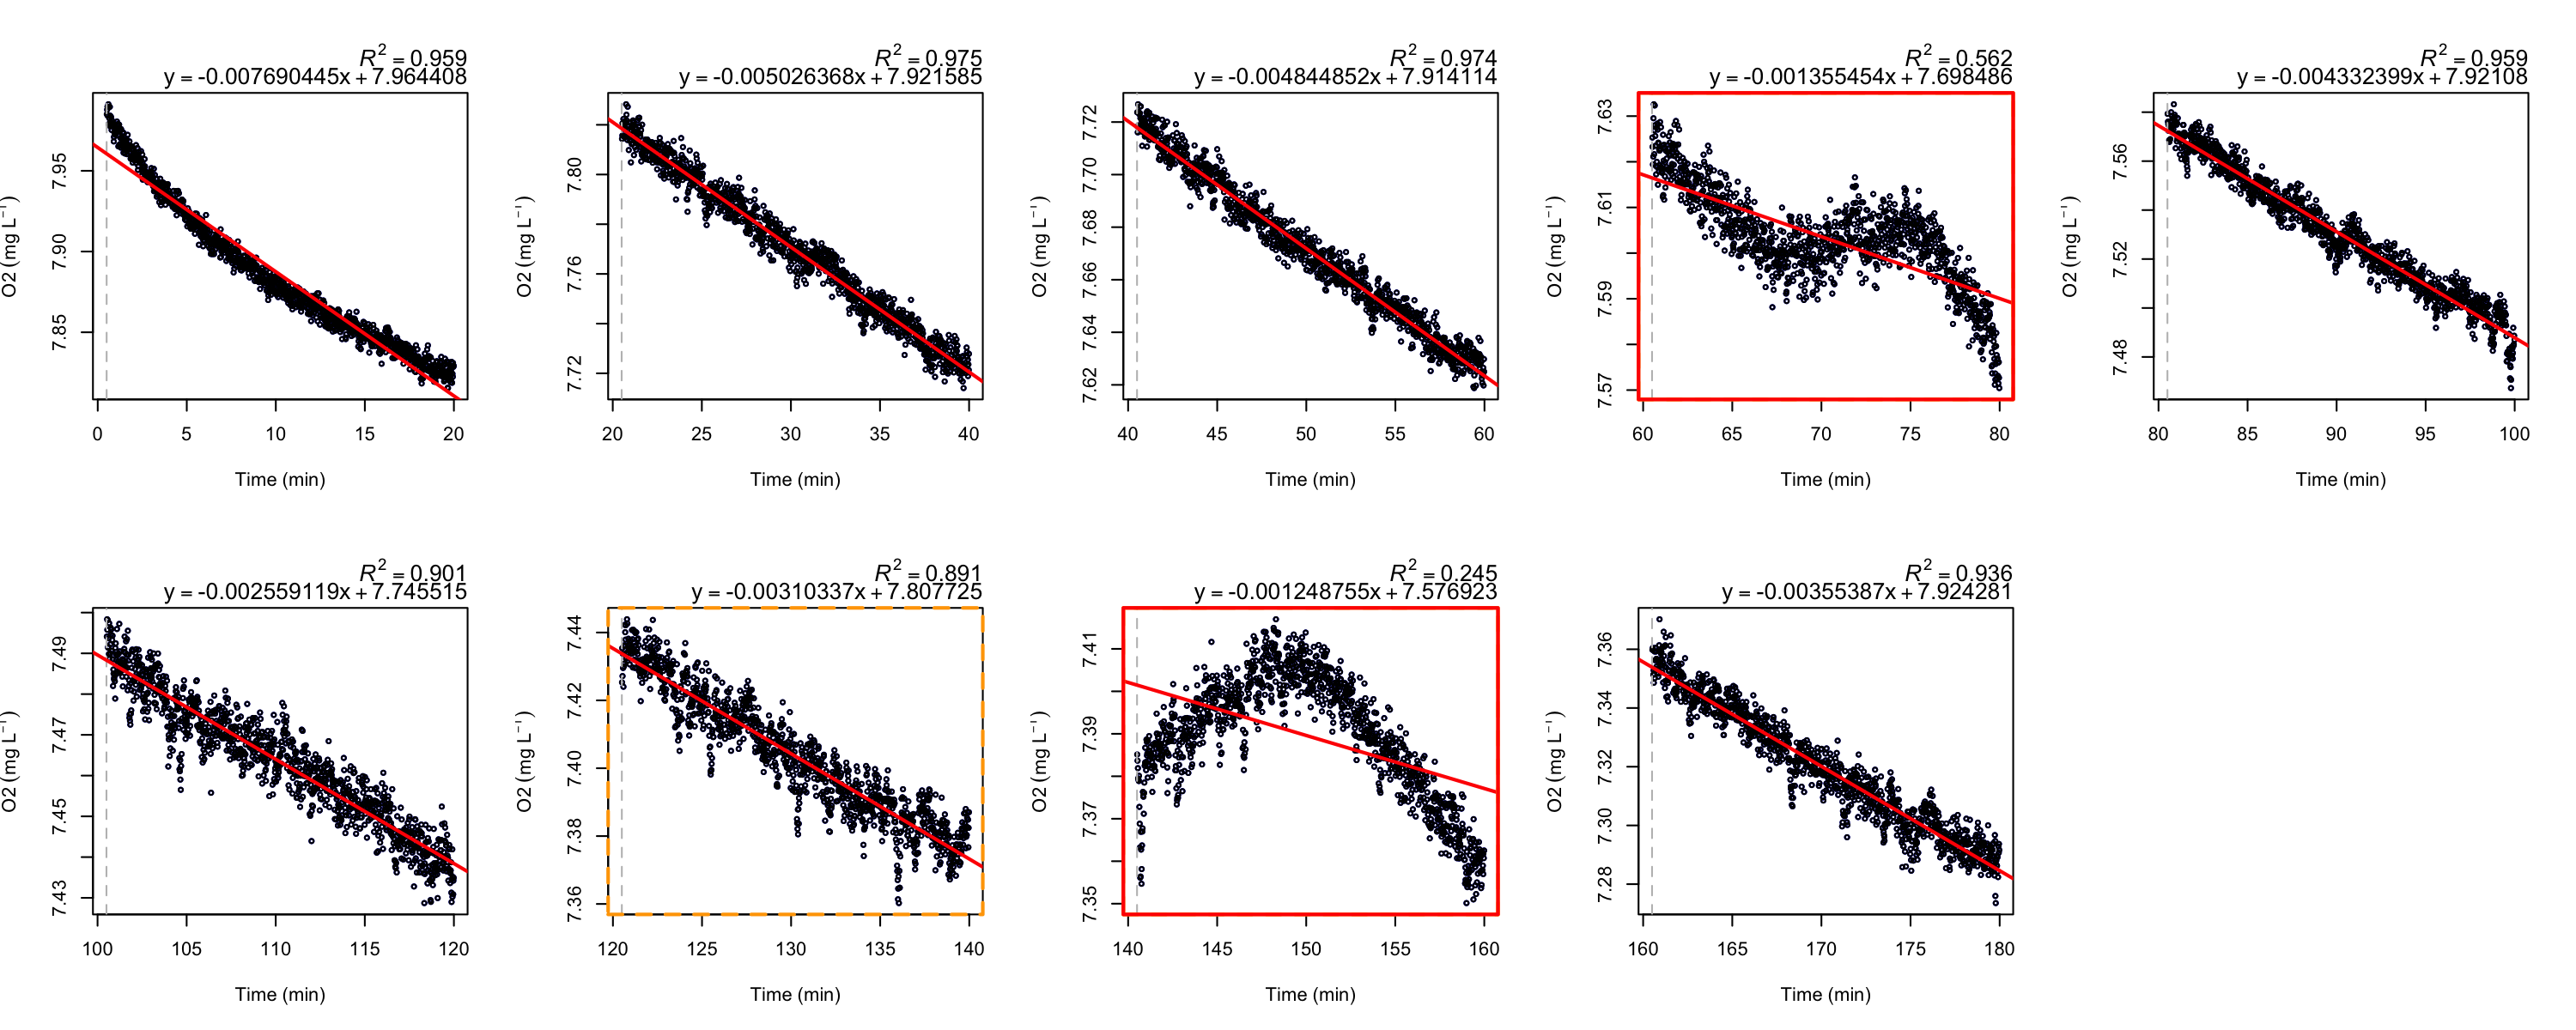 R² = 0.959
y = -0.007690445x + 7.964408
O2 (mg L⁻¹)
7.85 7.90 7.95
0 5 10 15 20
Time (min)
R² = 0.975
y = -0.005026368x + 7.921585
O2 (mg L⁻¹)
7.72 7.76 7.80
20 25 30 35 40
Time (min)
R² = 0.974
y = -0.004844852x + 7.914114
O2 (mg L⁻¹)
7.62 7.64 7.66 7.68 7.70 7.72
40 45 50 55 60
Time (min)
R² = 0.562
y = -0.001355454x + 7.698486
O2 (mg L⁻¹)
7.57 7.59 7.61 7.63
60 65 70 75 80
Time (min)
R² = 0.959
y = -0.004332399x + 7.92108
O2 (mg L⁻¹)
7.48 7.52 7.56
80 85 90 95 100
Time (min)
R² = 0.901
y = -0.002559119x + 7.745515
O2 (mg L⁻¹)
7.43 7.45 7.47 7.49
100 105 110 115 120
Time (min)
R² = 0.891
y = -0.00310337x + 7.807725
O2 (mg L⁻¹)
7.36 7.38 7.40 7.42 7.44
120 125 130 135 140
Time (min)
R² = 0.245
y = -0.001248755x + 7.576923
O2 (mg L⁻¹)
7.35 7.37 7.39 7.41
140 145 150 155 160
Time (min)
R² = 0.936
y = -0.00355387x + 7.924281
O2 (mg L⁻¹)
7.28 7.30 7.32 7.34 7.36
160 165 170 175 180
Time (min)